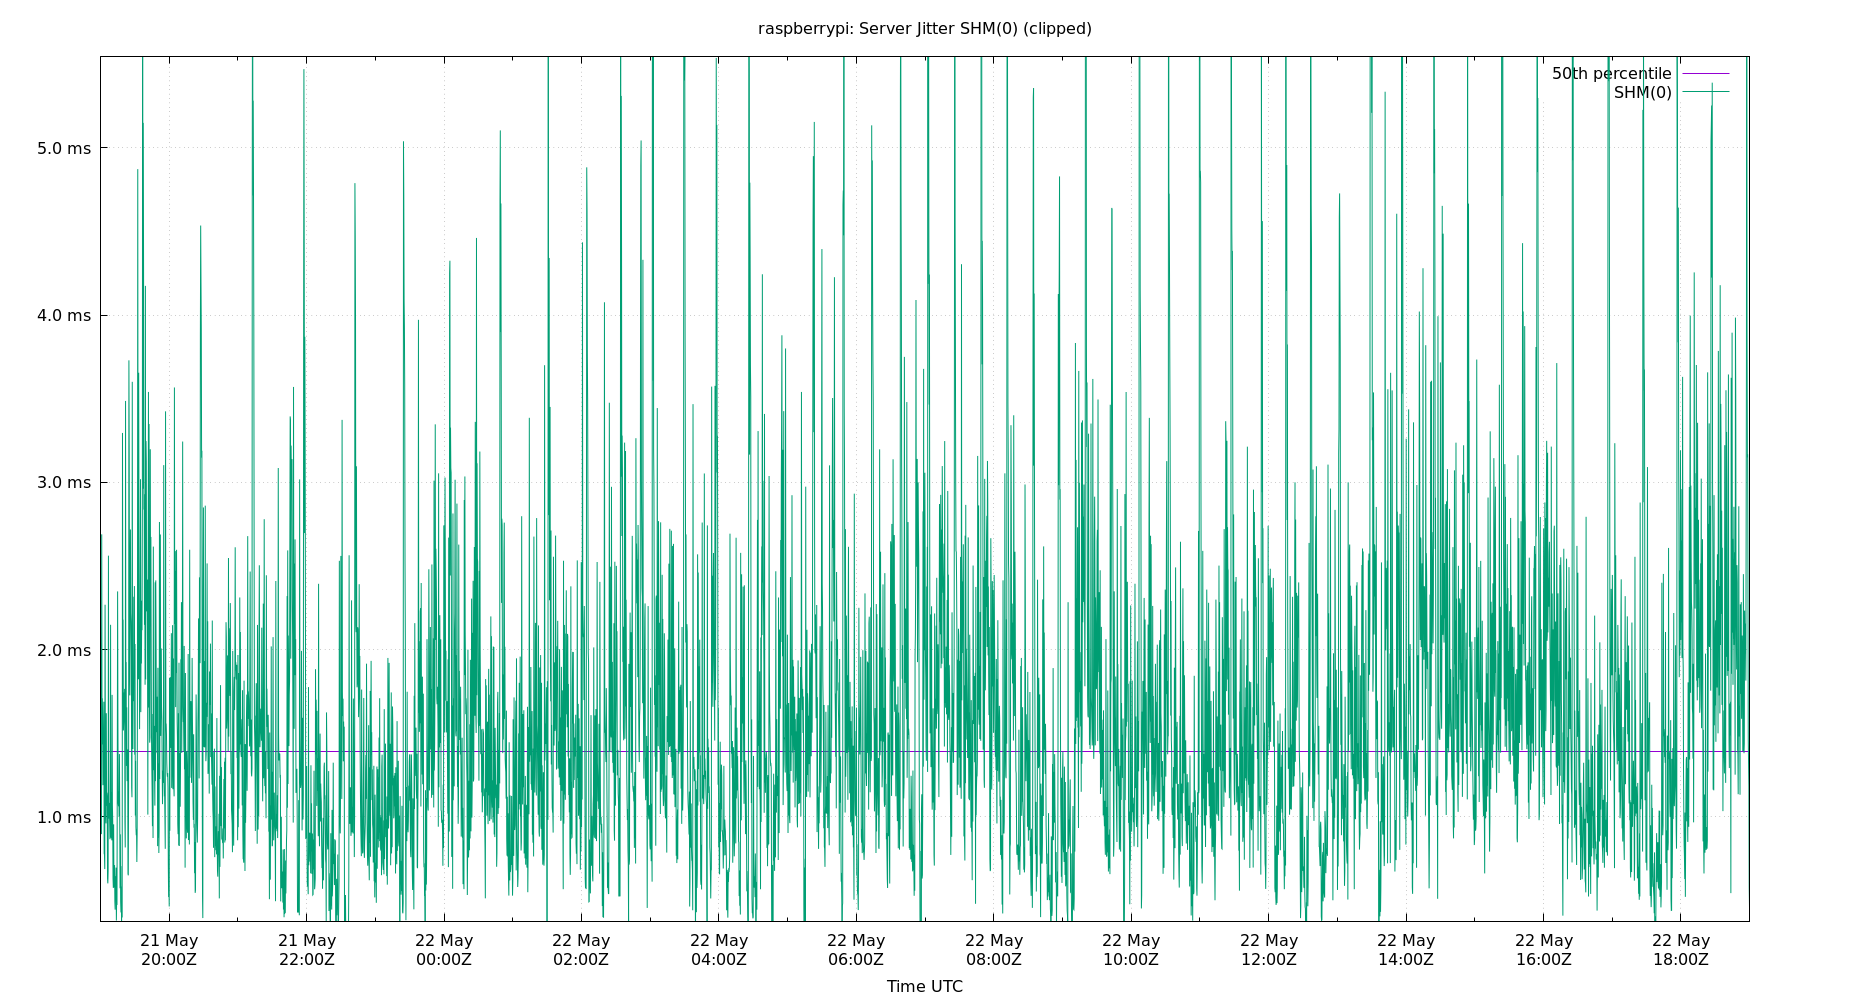 raspberrypi: Server Jitter SHM(0) (clipped)
50th percentile
SHM(0)
5.0 ms
4.0 ms
3.0 ms
2.0 ms
1.0 ms
21 May 21 May 22 May 22 May 22 May 22 May 22 May 22 May 22 May 22 May 22 May 22 May
20:00Z 22:00Z 00:00Z 02:00Z 04:00Z 06:00Z 08:00Z 10:00Z 12:00Z 14:00Z 16:00Z 18:00Z
Time UTC